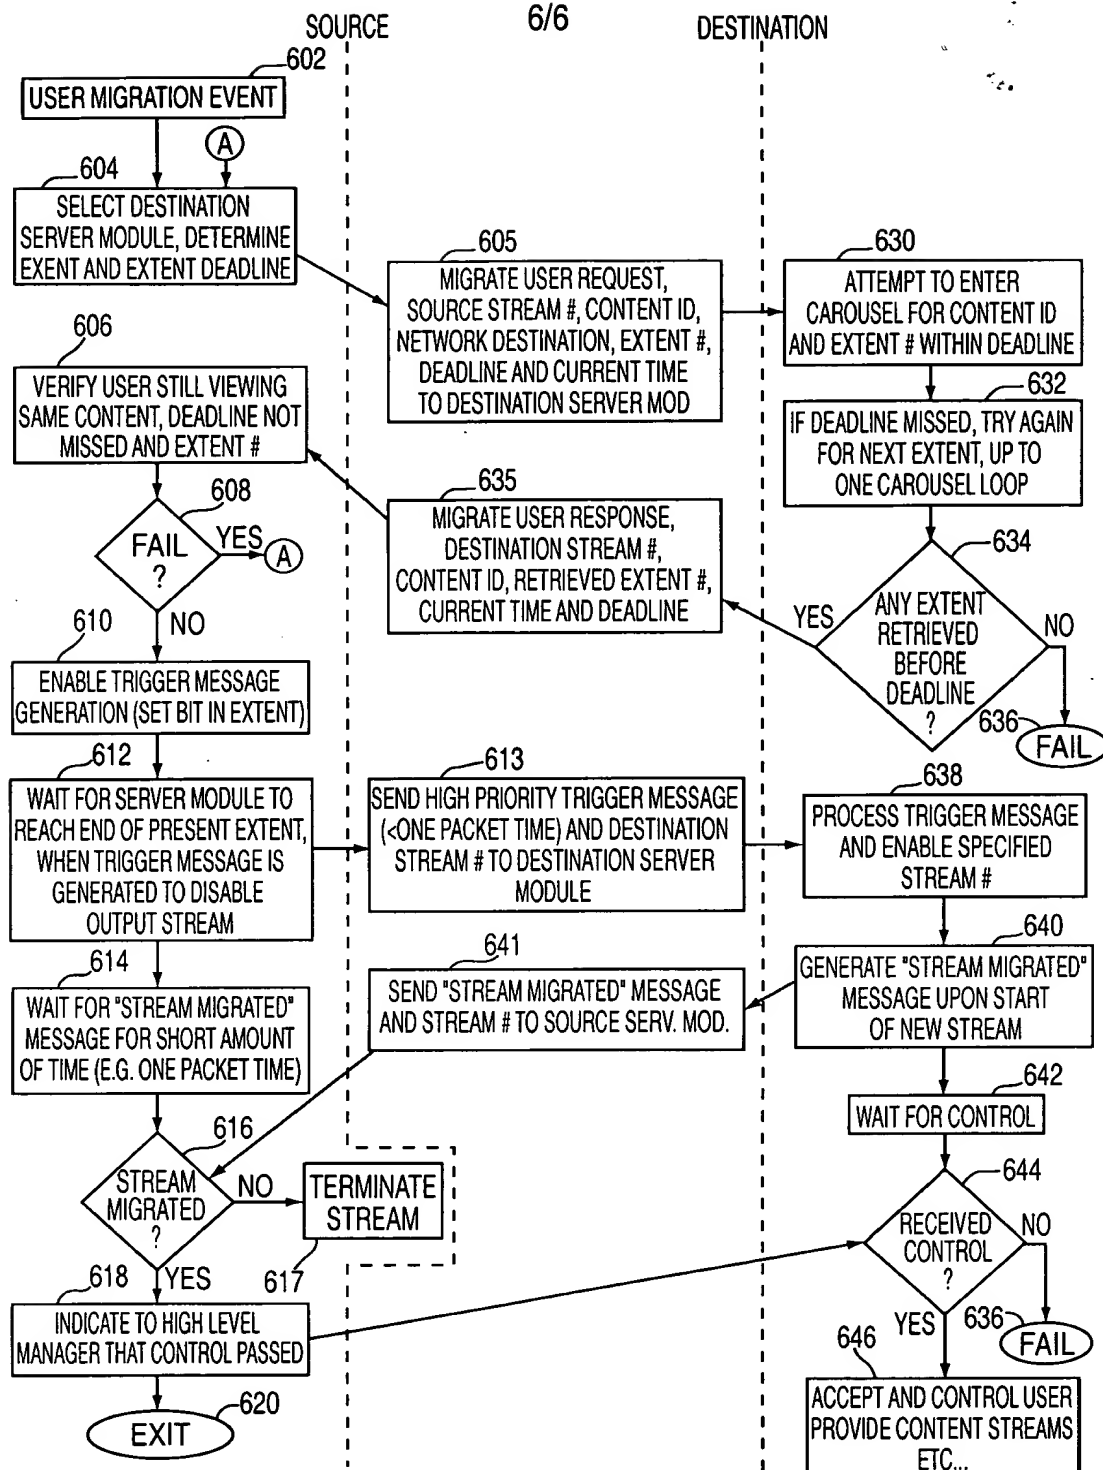 6/6
SOURCE
DESTINATION
602
USER MIGRATION EVENT
A
604
SELECT DESTINATION
SERVER MODULE, DETERMINE
EXENT AND EXTENT DEADLINE
605
MIGRATE USER REQUEST,
SOURCE STREAM #, CONTENT ID,
NETWORK DESTINATION, EXTENT #,
DEADLINE AND CURRENT TIME
TO DESTINATION SERVER MOD
630
ATTEMPT TO ENTER
CAROUSEL FOR CONTENT ID
AND EXTENT # WITHIN DEADLINE
606
VERIFY USER STILL VIEWING
SAME CONTENT, DEADLINE NOT
MISSED AND EXTENT #
632
IF DEADLINE MISSED, TRY AGAIN
FOR NEXT EXTENT, UP TO
ONE CAROUSEL LOOP
608
FAIL
?
YES
A
NO
635
MIGRATE USER RESPONSE,
DESTINATION STREAM #,
CONTENT ID, RETRIEVED EXTENT #,
CURRENT TIME AND DEADLINE
634
ANY EXTENT
RETRIEVED
BEFORE
DEADLINE
?
YES
NO
636
FAIL
610
ENABLE TRIGGER MESSAGE
GENERATION (SET BIT IN EXTENT)
612
WAIT FOR SERVER MODULE TO
REACH END OF PRESENT EXTENT,
WHEN TRIGGER MESSAGE IS
GENERATED TO DISABLE
OUTPUT STREAM
613
SEND HIGH PRIORITY TRIGGER MESSAGE
(<ONE PACKET TIME) AND DESTINATION
STREAM # TO DESTINATION SERVER
MODULE
638
PROCESS TRIGGER MESSAGE
AND ENABLE SPECIFIED
STREAM #
614
WAIT FOR "STREAM MIGRATED"
MESSAGE FOR SHORT AMOUNT
OF TIME (E.G. ONE PACKET TIME)
641
SEND "STREAM MIGRATED" MESSAGE
AND STREAM # TO SOURCE SERV. MOD.
640
GENERATE "STREAM MIGRATED"
MESSAGE UPON START
OF NEW STREAM
642
WAIT FOR CONTROL
616
STREAM
MIGRATED
?
NO
TERMINATE
STREAM
617
YES
644
RECEIVED
CONTROL
?
NO
636
FAIL
YES
618
INDICATE TO HIGH LEVEL
MANAGER THAT CONTROL PASSED
620
EXIT
646
ACCEPT AND CONTROL USER
PROVIDE CONTENT STREAMS
ETC...